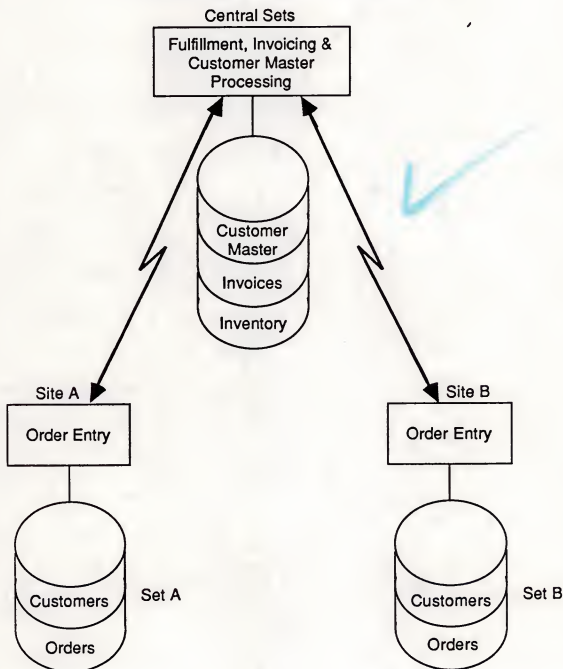 Central Sets
Fulfillment, Invoicing &
Customer Master
Processing
Customer
Master
Invoices
Inventory
Site A
Order Entry
Site B
Order Entry
Customers
Orders
Set A
Customers
Orders
Set B